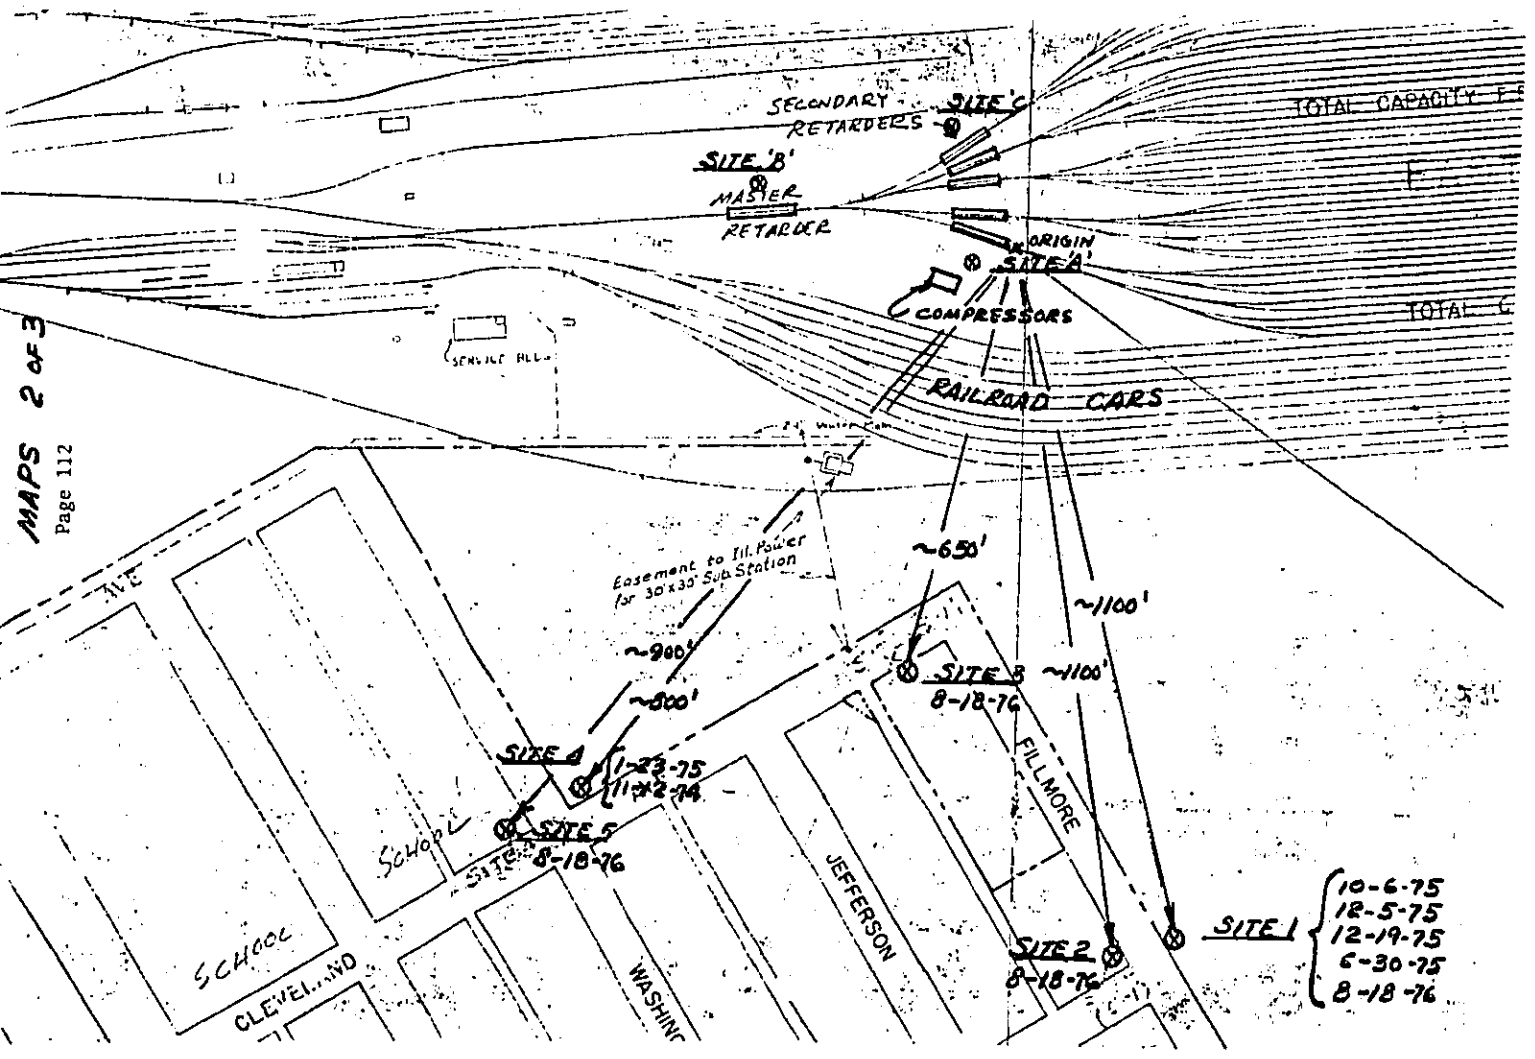 SECONDARY
RETARDERS
SITE 'C'
TOTAL CAPACITY
SITE 'B'
MASTER
RETARDER
ORIGIN
SITE 'A'
COMPRESSORS
TOTAL C
MAPS 2 OF 3
Page 112
RAILROAD CARS
Easement to Ill. Power
for 30'x30' Sub Station
~650'
~1100'
~900'
~800'
~1100'
AVE
SITE 3
8-18-76
SITE 4
1-23-75
11-12-74
SITE 5
8-18-76
SCHOOL
SCHOOL
CLEVELAND
WASHING
JEFFERSON
FILLMORE
SITE 2
8-18-76
SITE 1
10-6-75
12-5-75
12-19-75
6-30-75
8-18-76